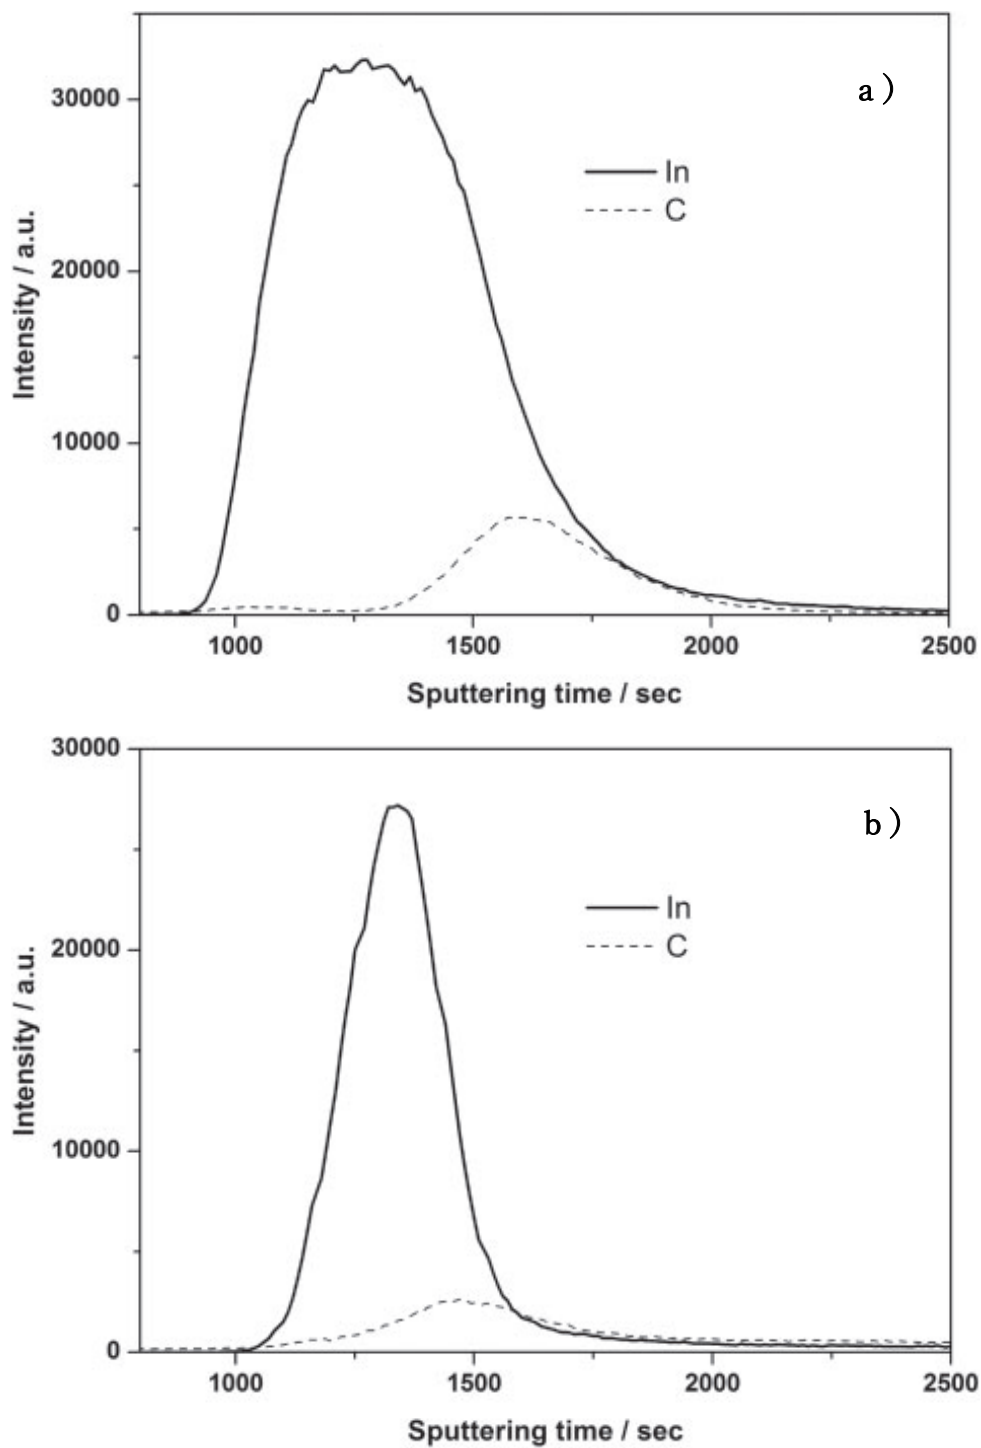 a)
In
C
30000
20000
10000
0
Intensity / a.u.
1000 1500 2000 2500
Sputtering time / sec
b)
In
C
30000
20000
10000
0
Intensity / a.u.
1000 1500 2000 2500
Sputtering time / sec